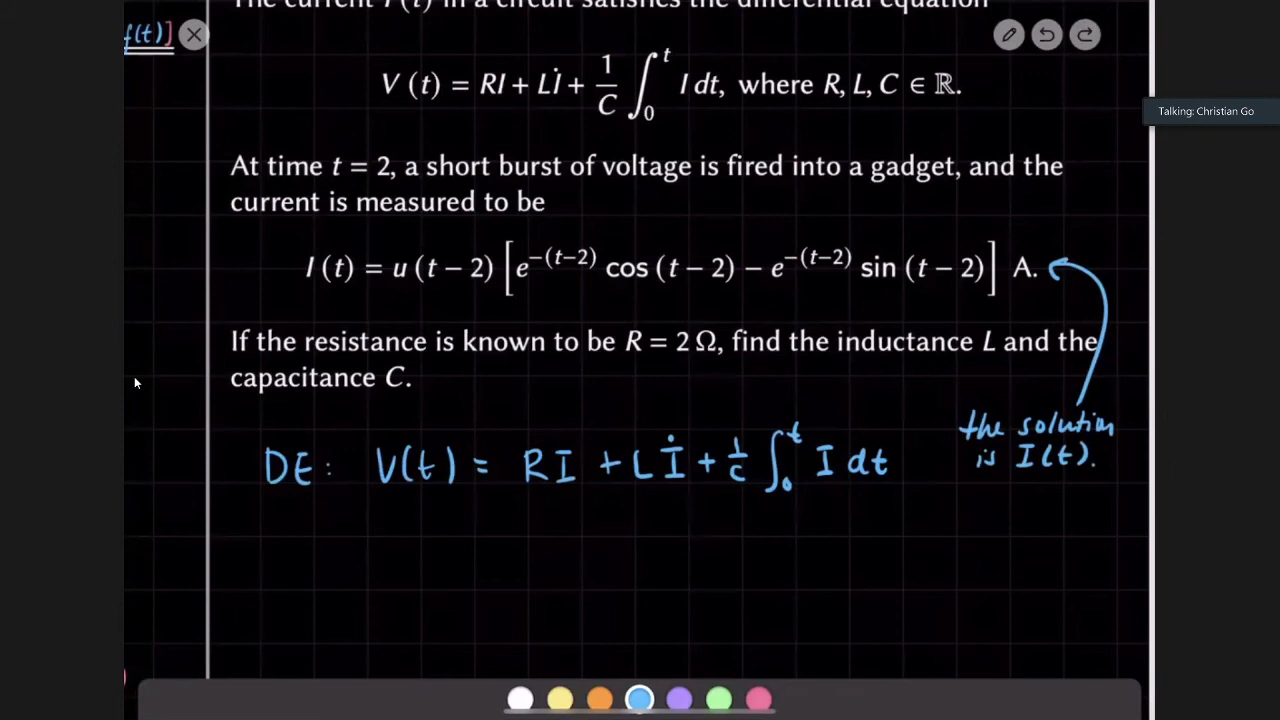 The current I (t) in a circuit satisfies the differential equation
f(t)]
V (t) = RI + Lİ + 1/C ∫₀ᵗ I dt, where R, L, C ∈ ℝ.
Talking: Christian Go
At time t = 2, a short burst of voltage is fired into a gadget, and the
current is measured to be
I (t) = u (t − 2) [e^−(t−2) cos (t − 2) − e^−(t−2) sin (t − 2)] A.
If the resistance is known to be R = 2 Ω, find the inductance L and the
capacitance C.
the solution
is I(t).
DE: V(t) = RI + Lİ + 1/C ∫₀ᵗ I dt